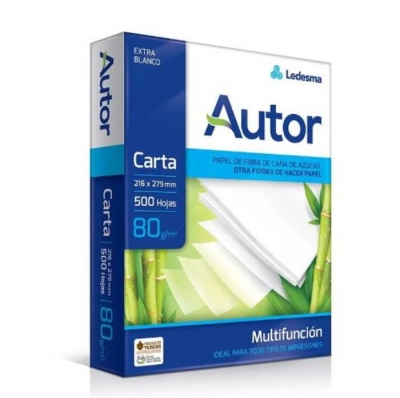 EXTRA
BLANCO
Ledesma
Autor
PAPEL DE FIBRA DE CAÑA DE AZÚCAR,
OTRA FORMA DE HACER PAPEL
Carta
216 x 279 mm
500 Hojas
80 g/m²
Multifunción
IDEAL PARA TODO TIPO DE IMPRESIONES
Autor
Carta
216 x 279 mm
500 Hojas
80 g/m²